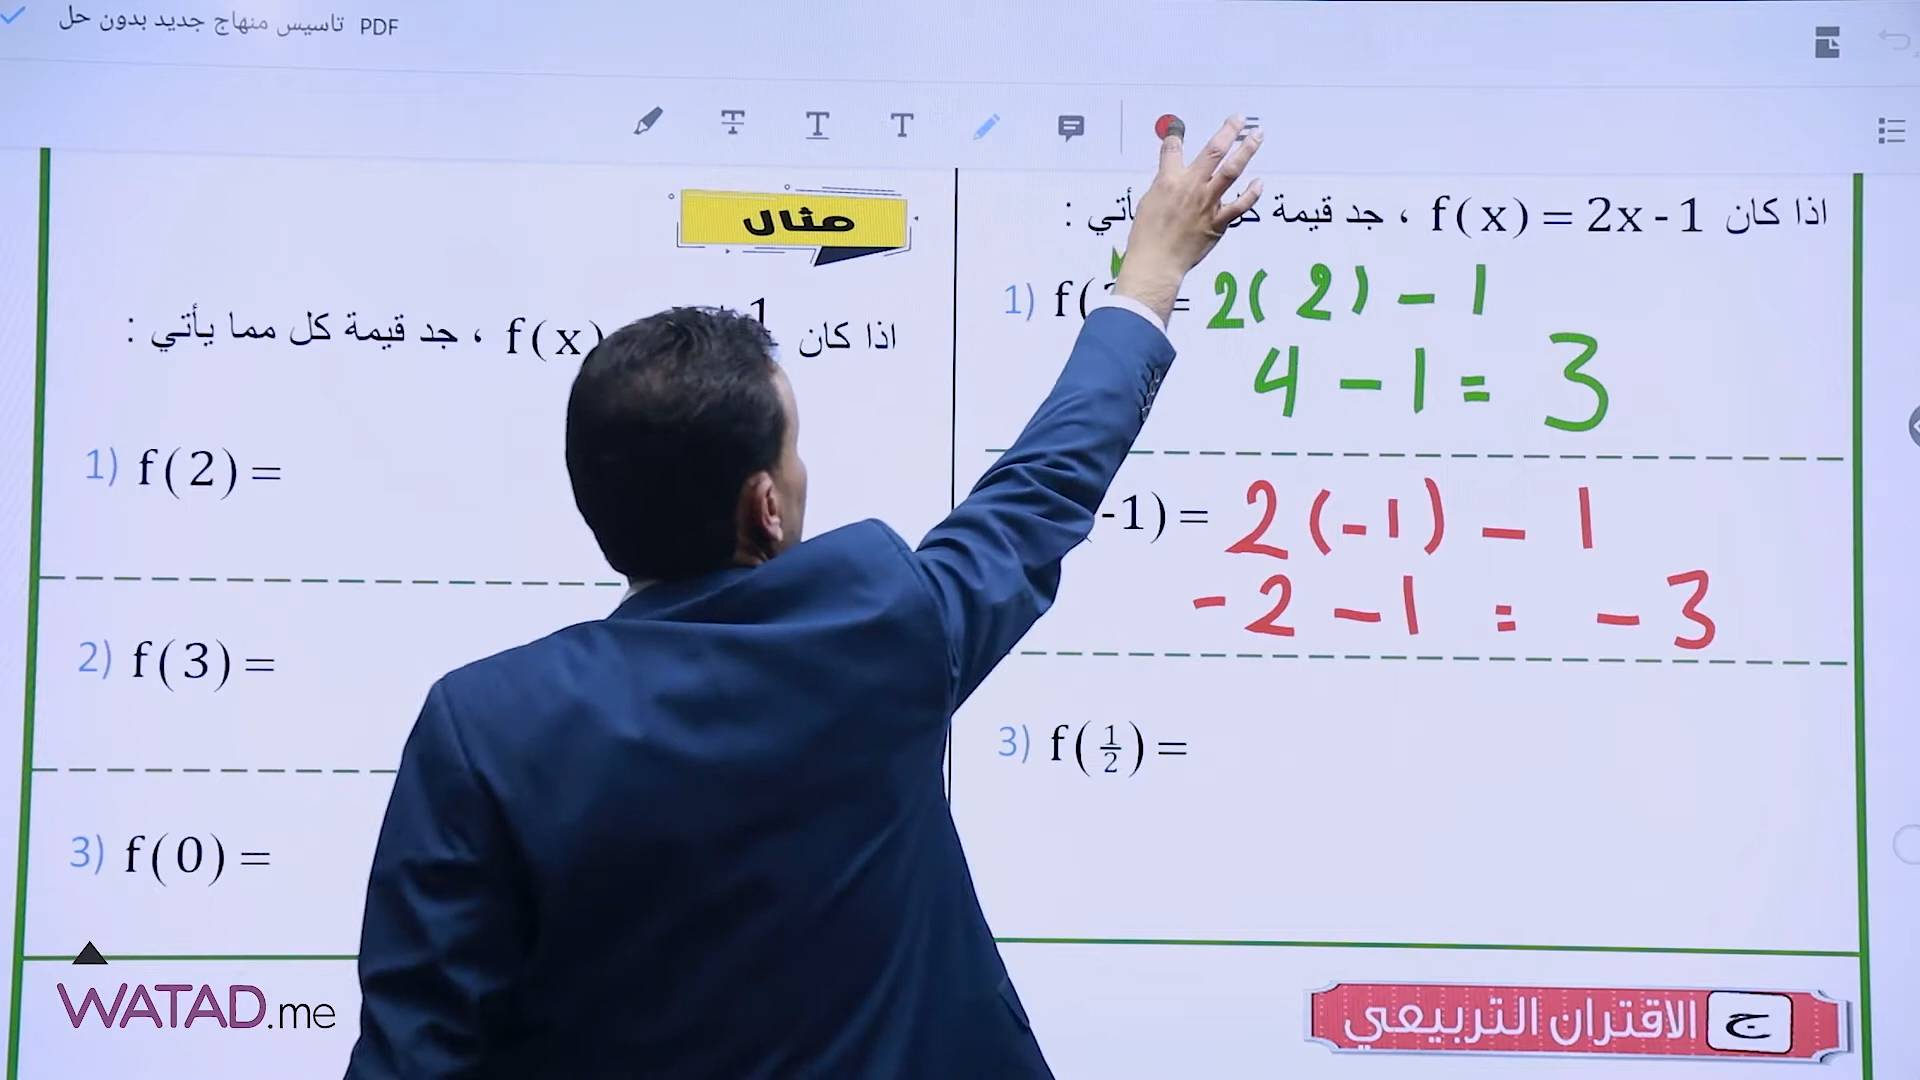 تاسيس منهاج جديد بدون حل PDF
اذا كان f(x) = 2x - 1 ، جد قيمة يأتي :
1) f( = 2(2) - 1
4 - 1 = 3
-1) = 2(-1) - 1
-2 - 1 = -3
3) f(1/2) =
مثال
اذا كان f(x) ، جد قيمة كل مما يأتي :
1) f(2) =
2) f(3) =
3) f(0) =
ج الاقتران التربيعي
WATAD.me